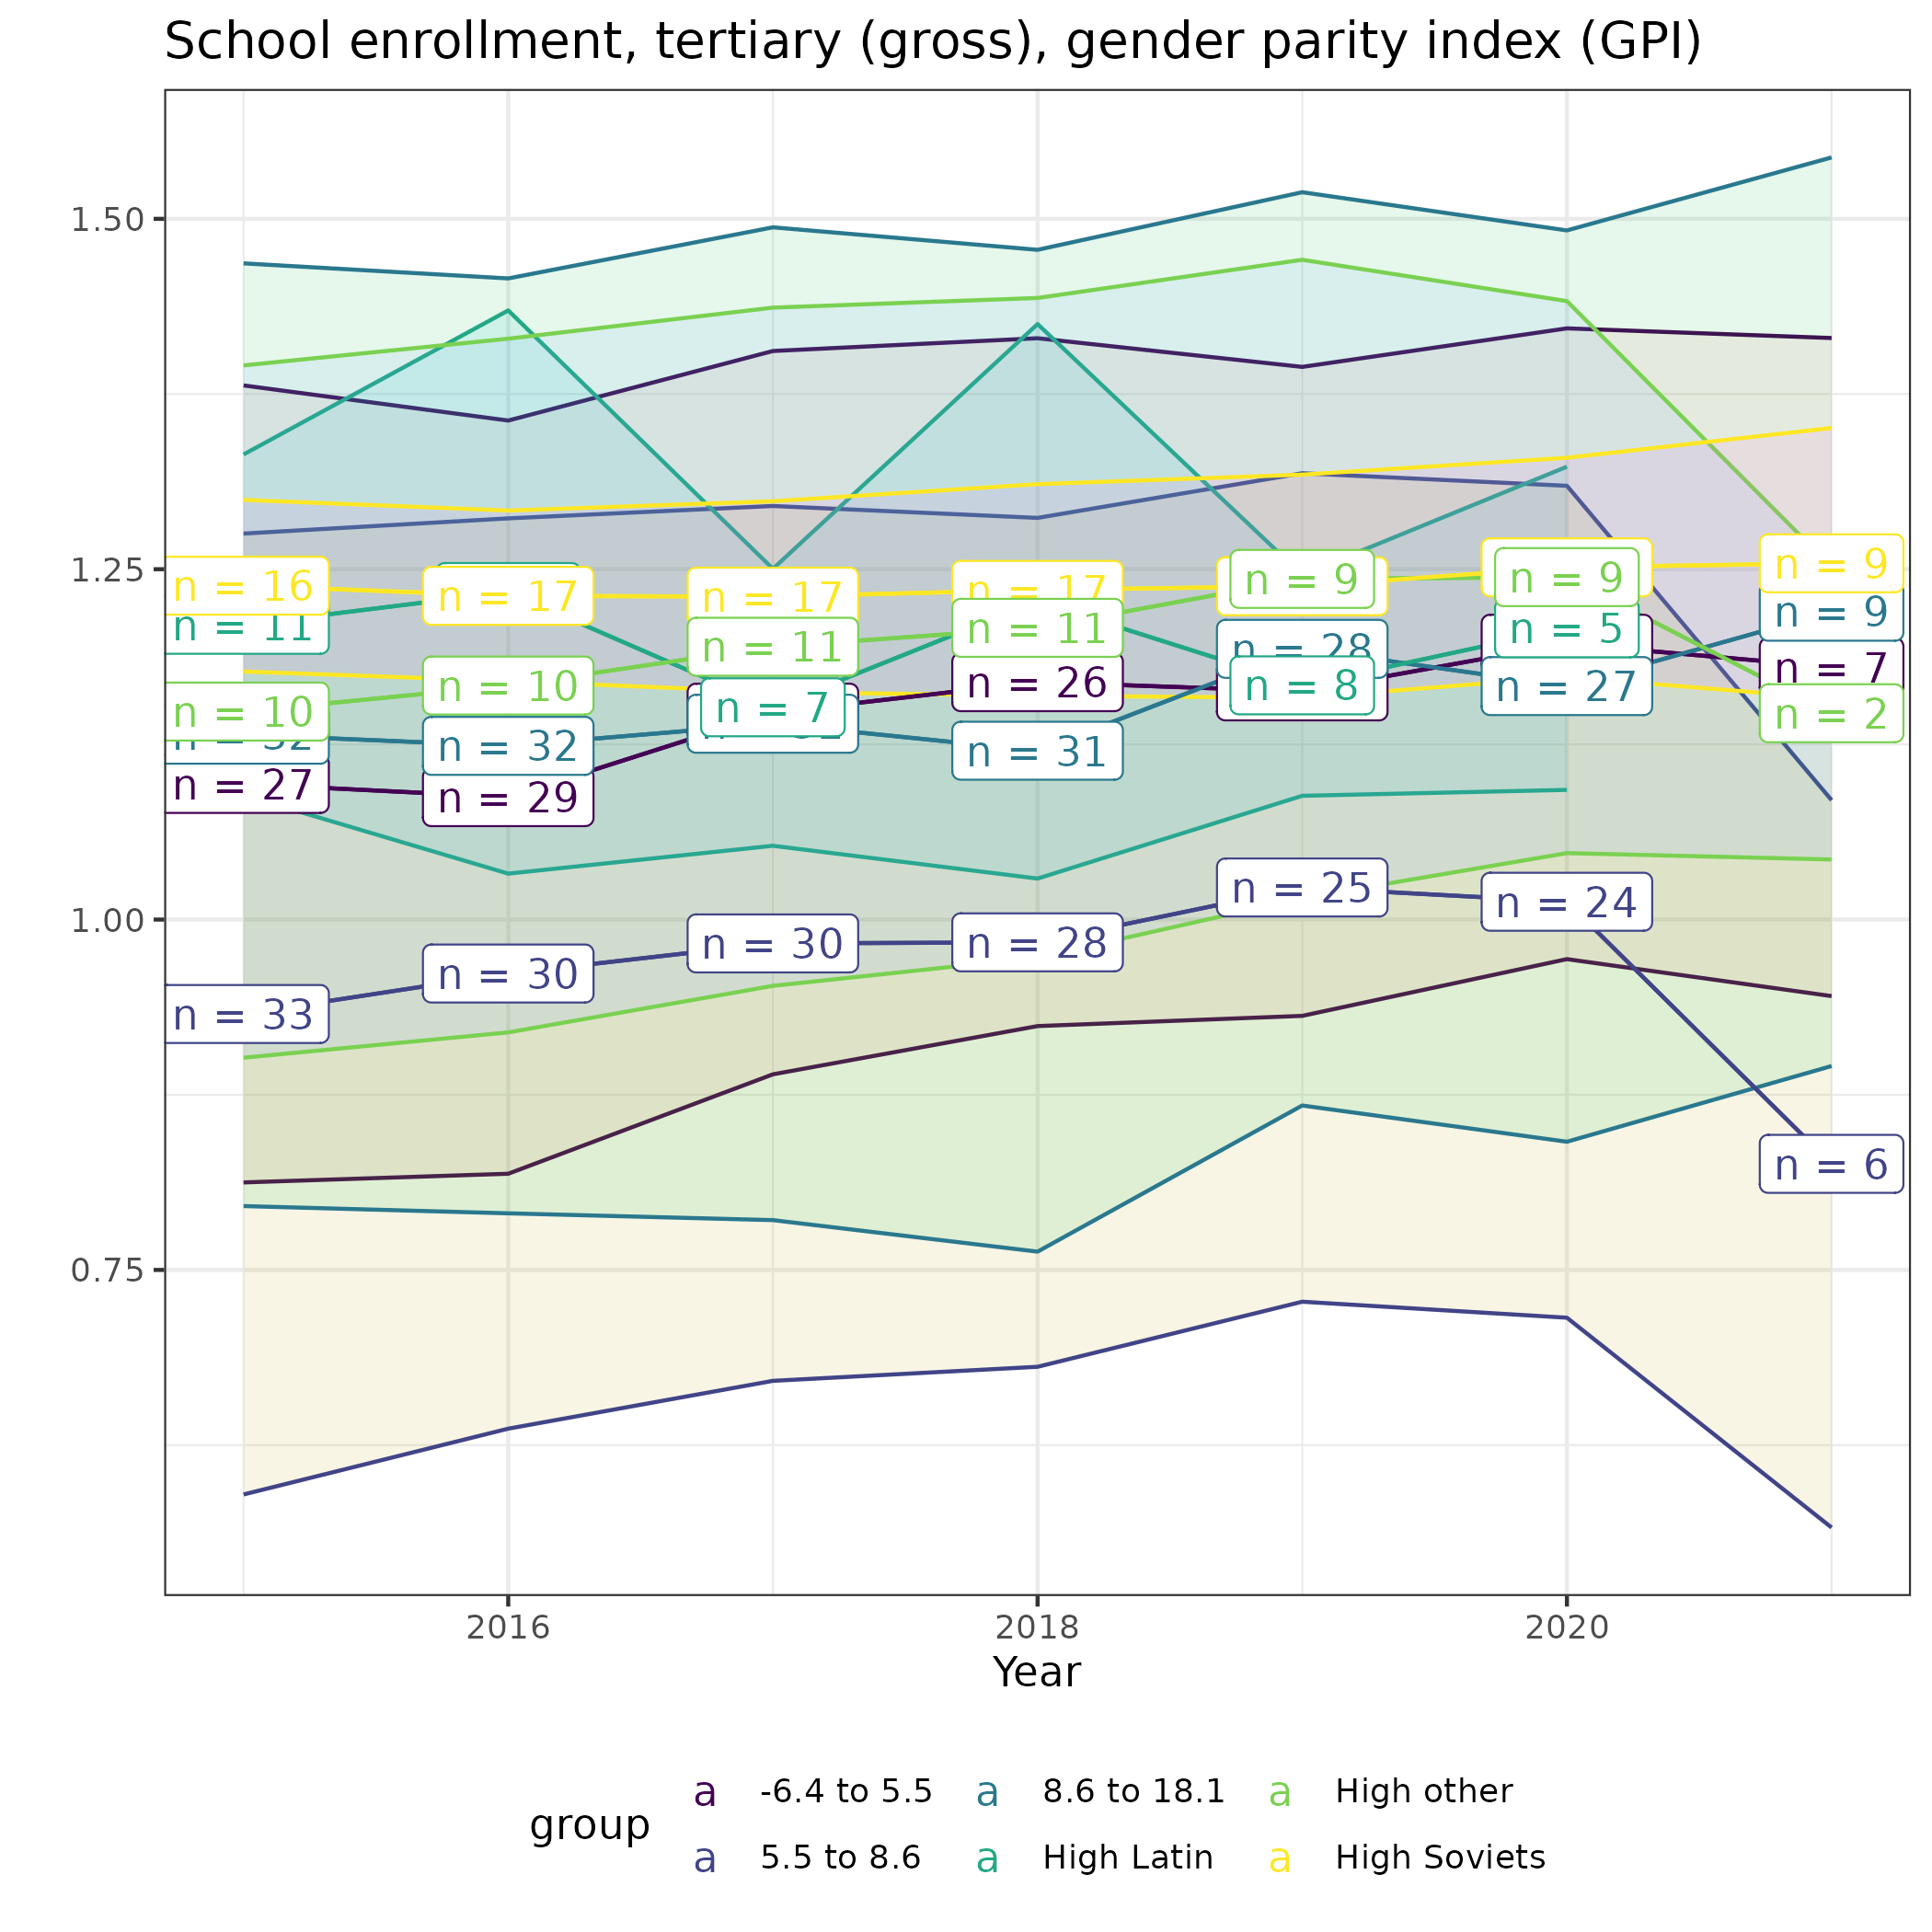 School enrollment, tertiary (gross), gender parity index (GPI)
1.50
1.25
1.00
0.75
n = 16
n = 11
n = 10
n = 32
n = 27
n = 33
n = 17
n = 10
n = 32
n = 29
n = 30
n = 17
n = 11
n = 7
n = 30
n = 17
n = 11
n = 26
n = 31
n = 28
n = 9
n = 28
n = 8
n = 25
n = 9
n = 5
n = 27
n = 24
n = 9
n = 9
n = 7
n = 2
n = 6
2016
2018
2020
Year
group
a -6.4 to 5.5
a 8.6 to 18.1
a High other
a 5.5 to 8.6
a High Latin
a High Soviets